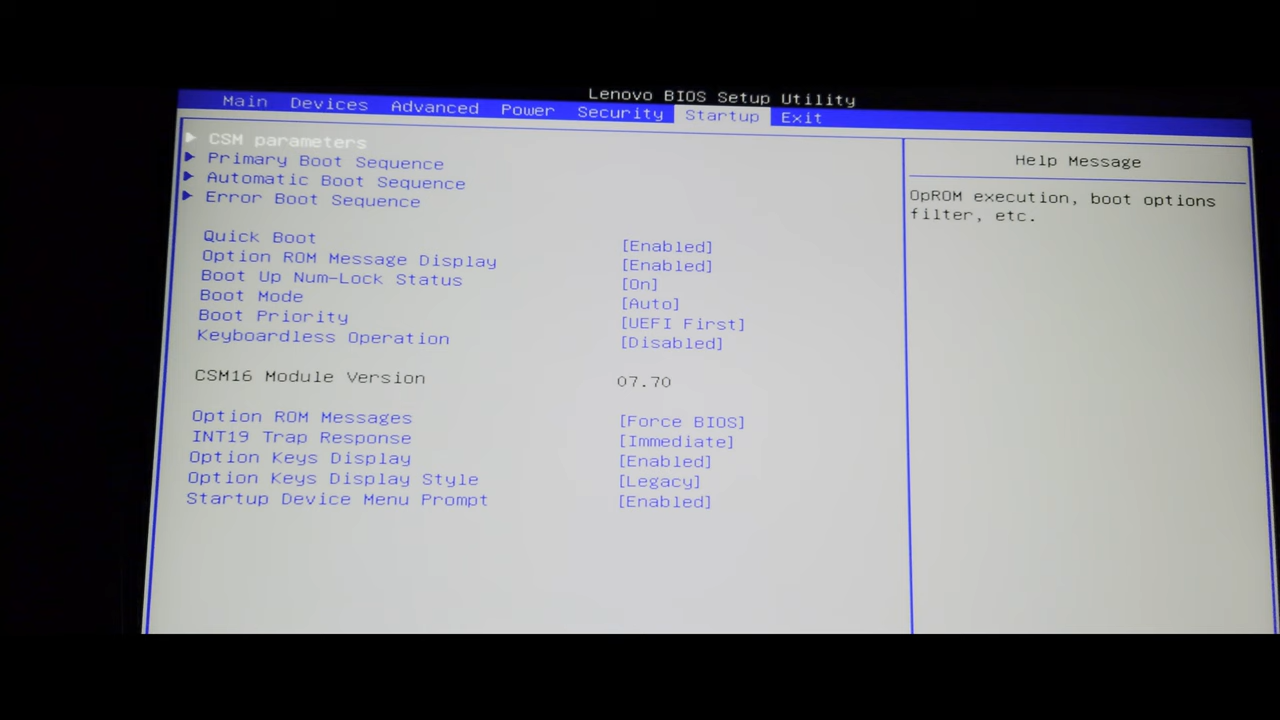 Lenovo BIOS Setup Utility
Main Devices Advanced Power Security Startup Exit
CSM parameters
Primary Boot Sequence
Automatic Boot Sequence
Error Boot Sequence
Quick Boot [Enabled]
Option ROM Message Display [Enabled]
Boot Up Num-Lock Status [On]
Boot Mode [Auto]
Boot Priority [UEFI First]
Keyboardless Operation [Disabled]
CSM16 Module Version 07.70
Option ROM Messages [Force BIOS]
INT19 Trap Response [Immediate]
Option Keys Display [Enabled]
Option Keys Display Style [Legacy]
Startup Device Menu Prompt [Enabled]
Help Message
OpROM execution, boot options
filter, etc.